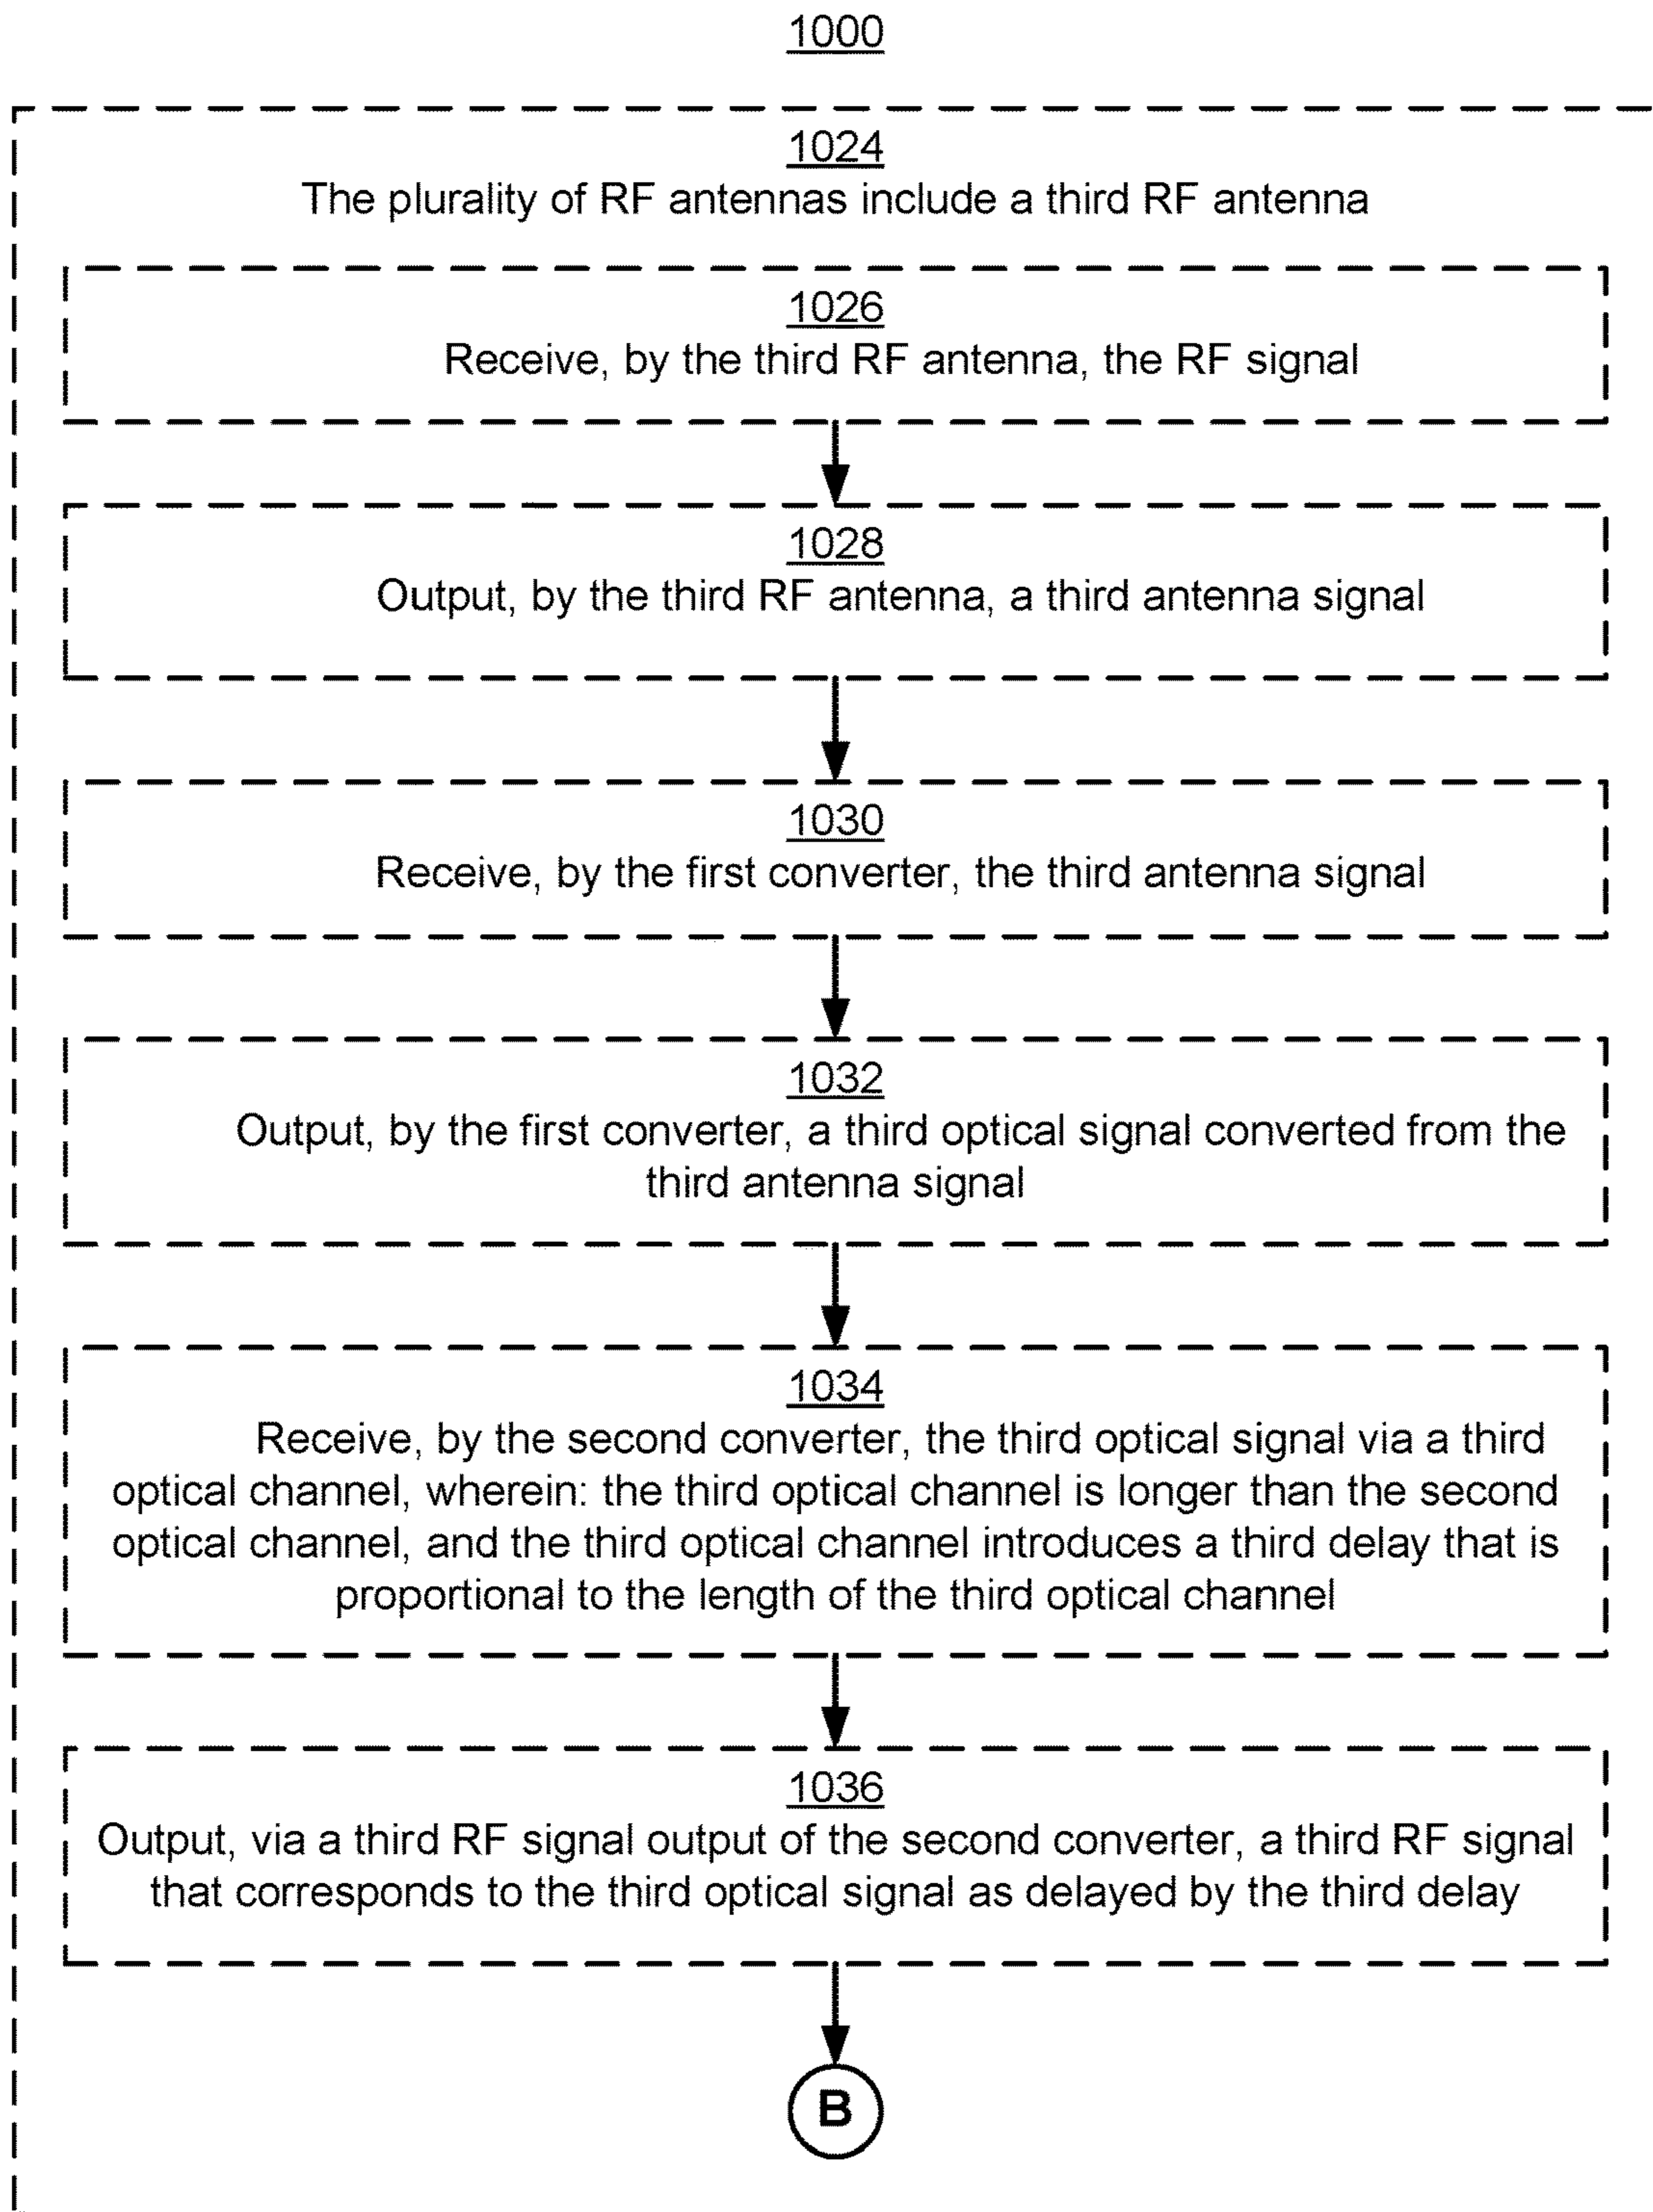 1000
1024
The plurality of RF antennas include a third RF antenna
1026
Receive, by the third RF antenna, the RF signal
1028
Output, by the third RF antenna, a third antenna signal
1030
Receive, by the first converter, the third antenna signal
1032
Output, by the first converter, a third optical signal converted from the
third antenna signal
1034
Receive, by the second converter, the third optical signal via a third
optical channel, wherein: the third optical channel is longer than the second
optical channel, and the third optical channel introduces a third delay that is
proportional to the length of the third optical channel
1036
Output, via a third RF signal output of the second converter, a third RF signal
that corresponds to the third optical signal as delayed by the third delay
B